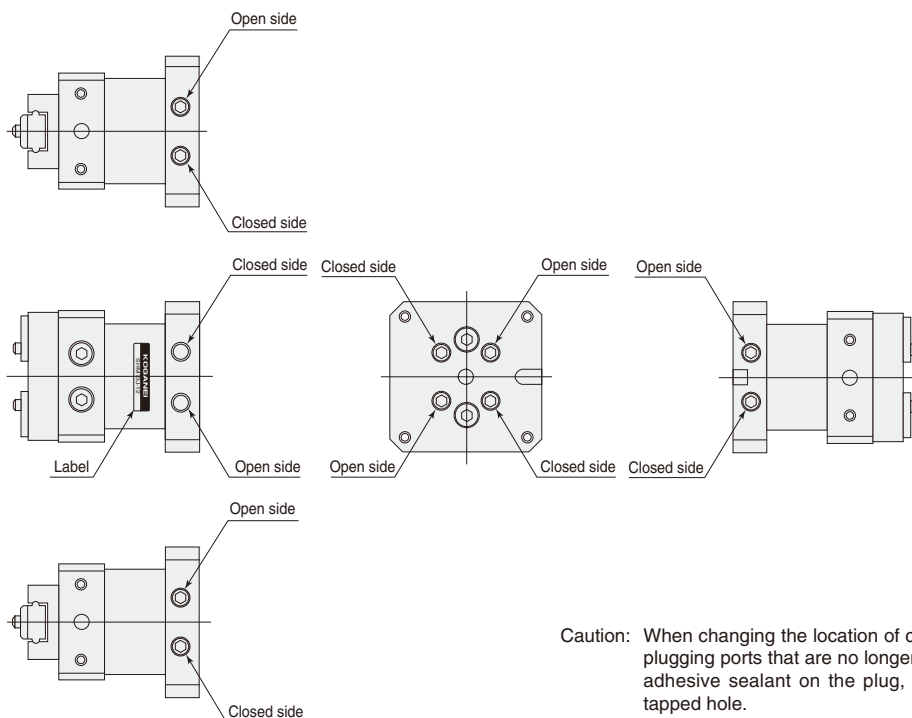 Open side
Closed side
Closed side
Closed side
Open side
Open side
KOGANEI
Label
Open side
Open side
Closed side
Closed side
Open side
Closed side
Caution: When changing the location of
plugging ports that are no longer
adhesive sealant on the plug,
tapped hole.